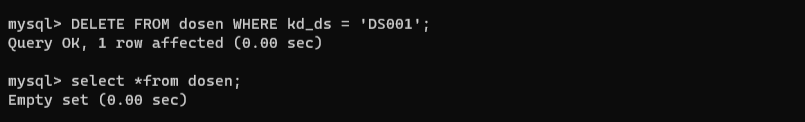 mysql> DELETE FROM dosen WHERE kd_ds = 'DS001';
Query OK, 1 row affected (0.00 sec)
mysql> select *from dosen;
Empty set (0.00 sec)